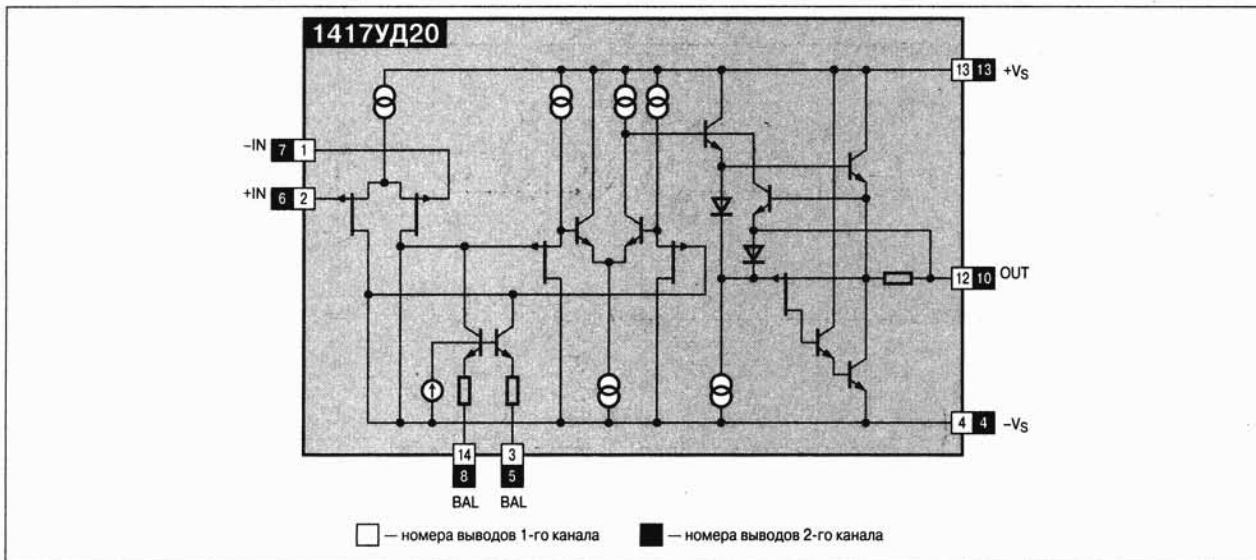 1417УД20
13 13 +VS
–IN 7 1
+IN 6 2
12 10 OUT
4 4 –VS
14 3
8 5
BAL BAL
— номера выводов 1-го канала — номера выводов 2-го канала